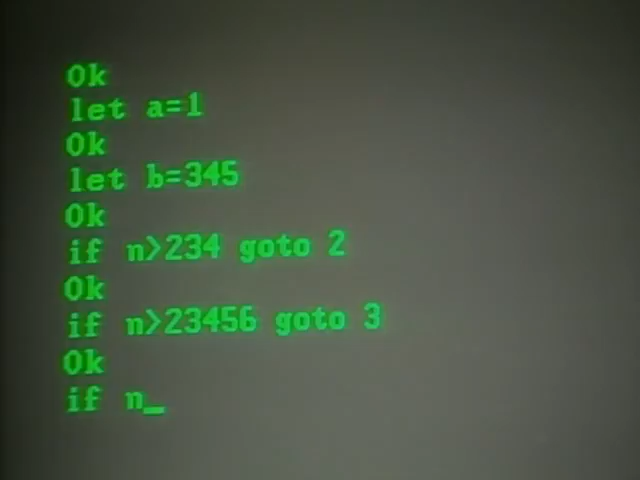 Ok
let a=1
Ok
let b=345
Ok
if n>234 goto 2
Ok
if n>23456 goto 3
Ok
if n_